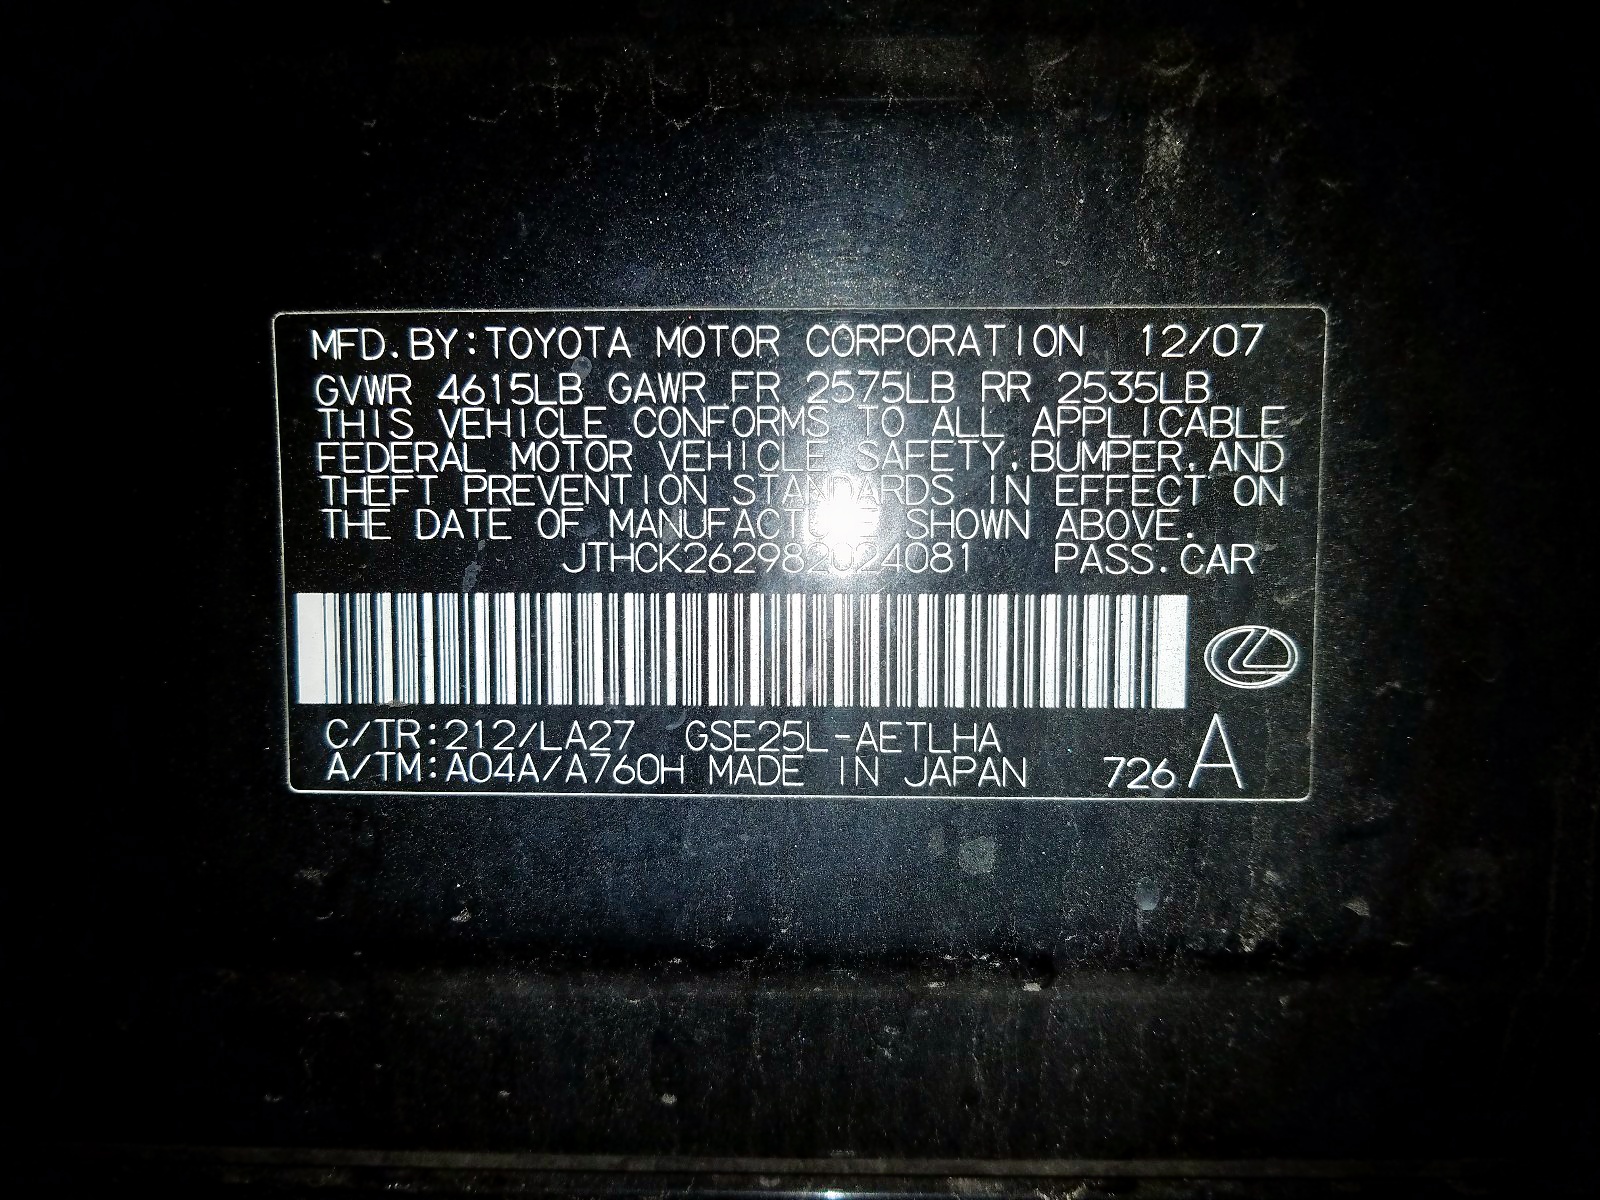 MFD.BY:TOYOTA MOTOR CORPORATION 12/07
GVWR 4615LB GAWR FR 2575LB RR 2535LB
THIS VEHICLE CONFORMS TO ALL APPLICABLE
FEDERAL MOTOR VEHICLE SAFETY,BUMPER,AND
THEFT PREVENTION STANDARDS IN EFFECT ON
THE DATE OF MANUFACTURE SHOWN ABOVE.
JTHCK262982024081 PASS.CAR
C/TR:212/LA27 GSE25L-AETLHA
A/TM:A04A/A760H MADE IN JAPAN 726 A